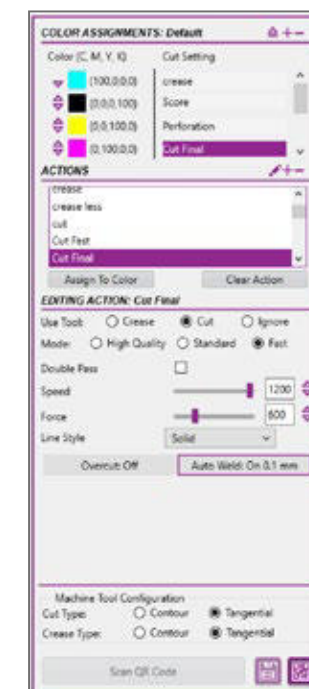 COLOR ASSIGNMENTS: Default
Color (C, M, Y, K) Cut Setting
(100,0,0,0) crease
(0,0,0,100) Score
(0,0,100,0) Perforation
(0,100,0,0) Cut Final
ACTIONS
crease
crease less
cut
Cut Fast
Cut Final
Assign To Color Clear Action
EDITING ACTION: Cut Final
Use Tool: Crease Cut Ignore
Mode: High Quality Standard Fast
Double Pass
Speed 1200
Force 600
Line Style Solid
Overcut: Off Auto Weld: On 0.1 mm
Machine Tool Configuration
Cut Type: Contour Tangential
Crease Type: Contour Tangential
Scan QR Code